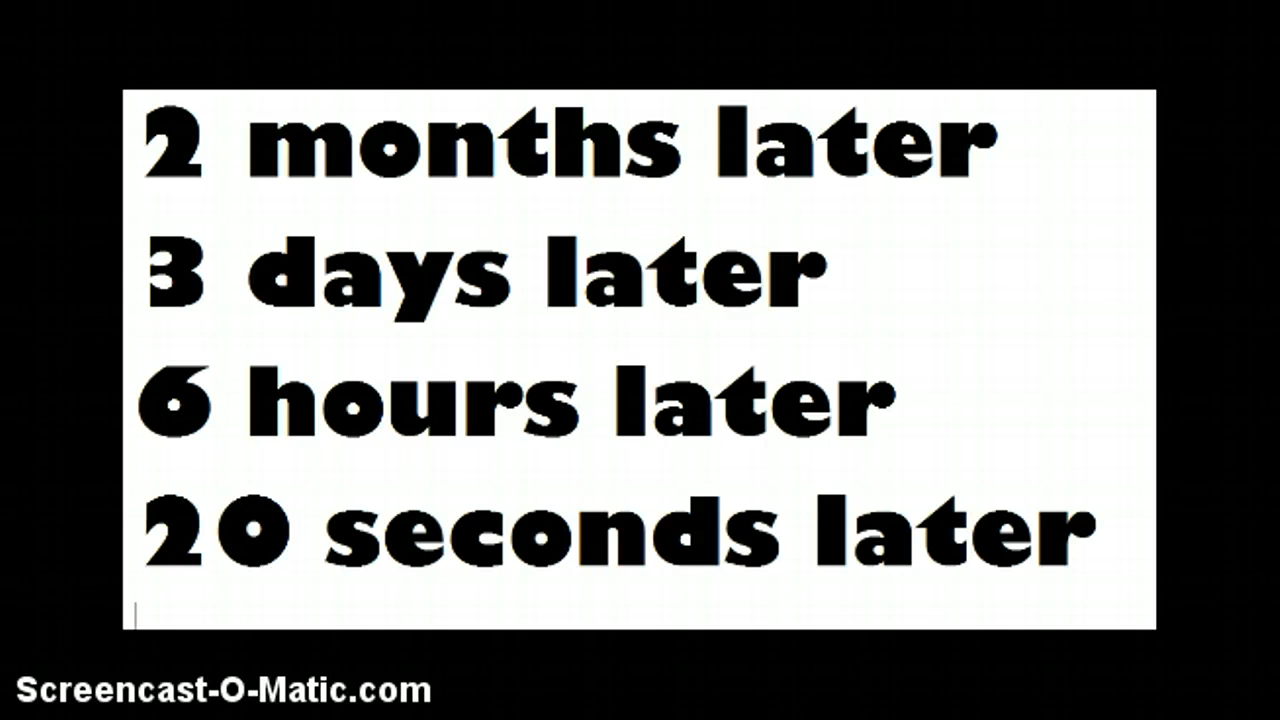 2 months later
3 days later
6 hours later
20 seconds later
Screencast-O-Matic.com